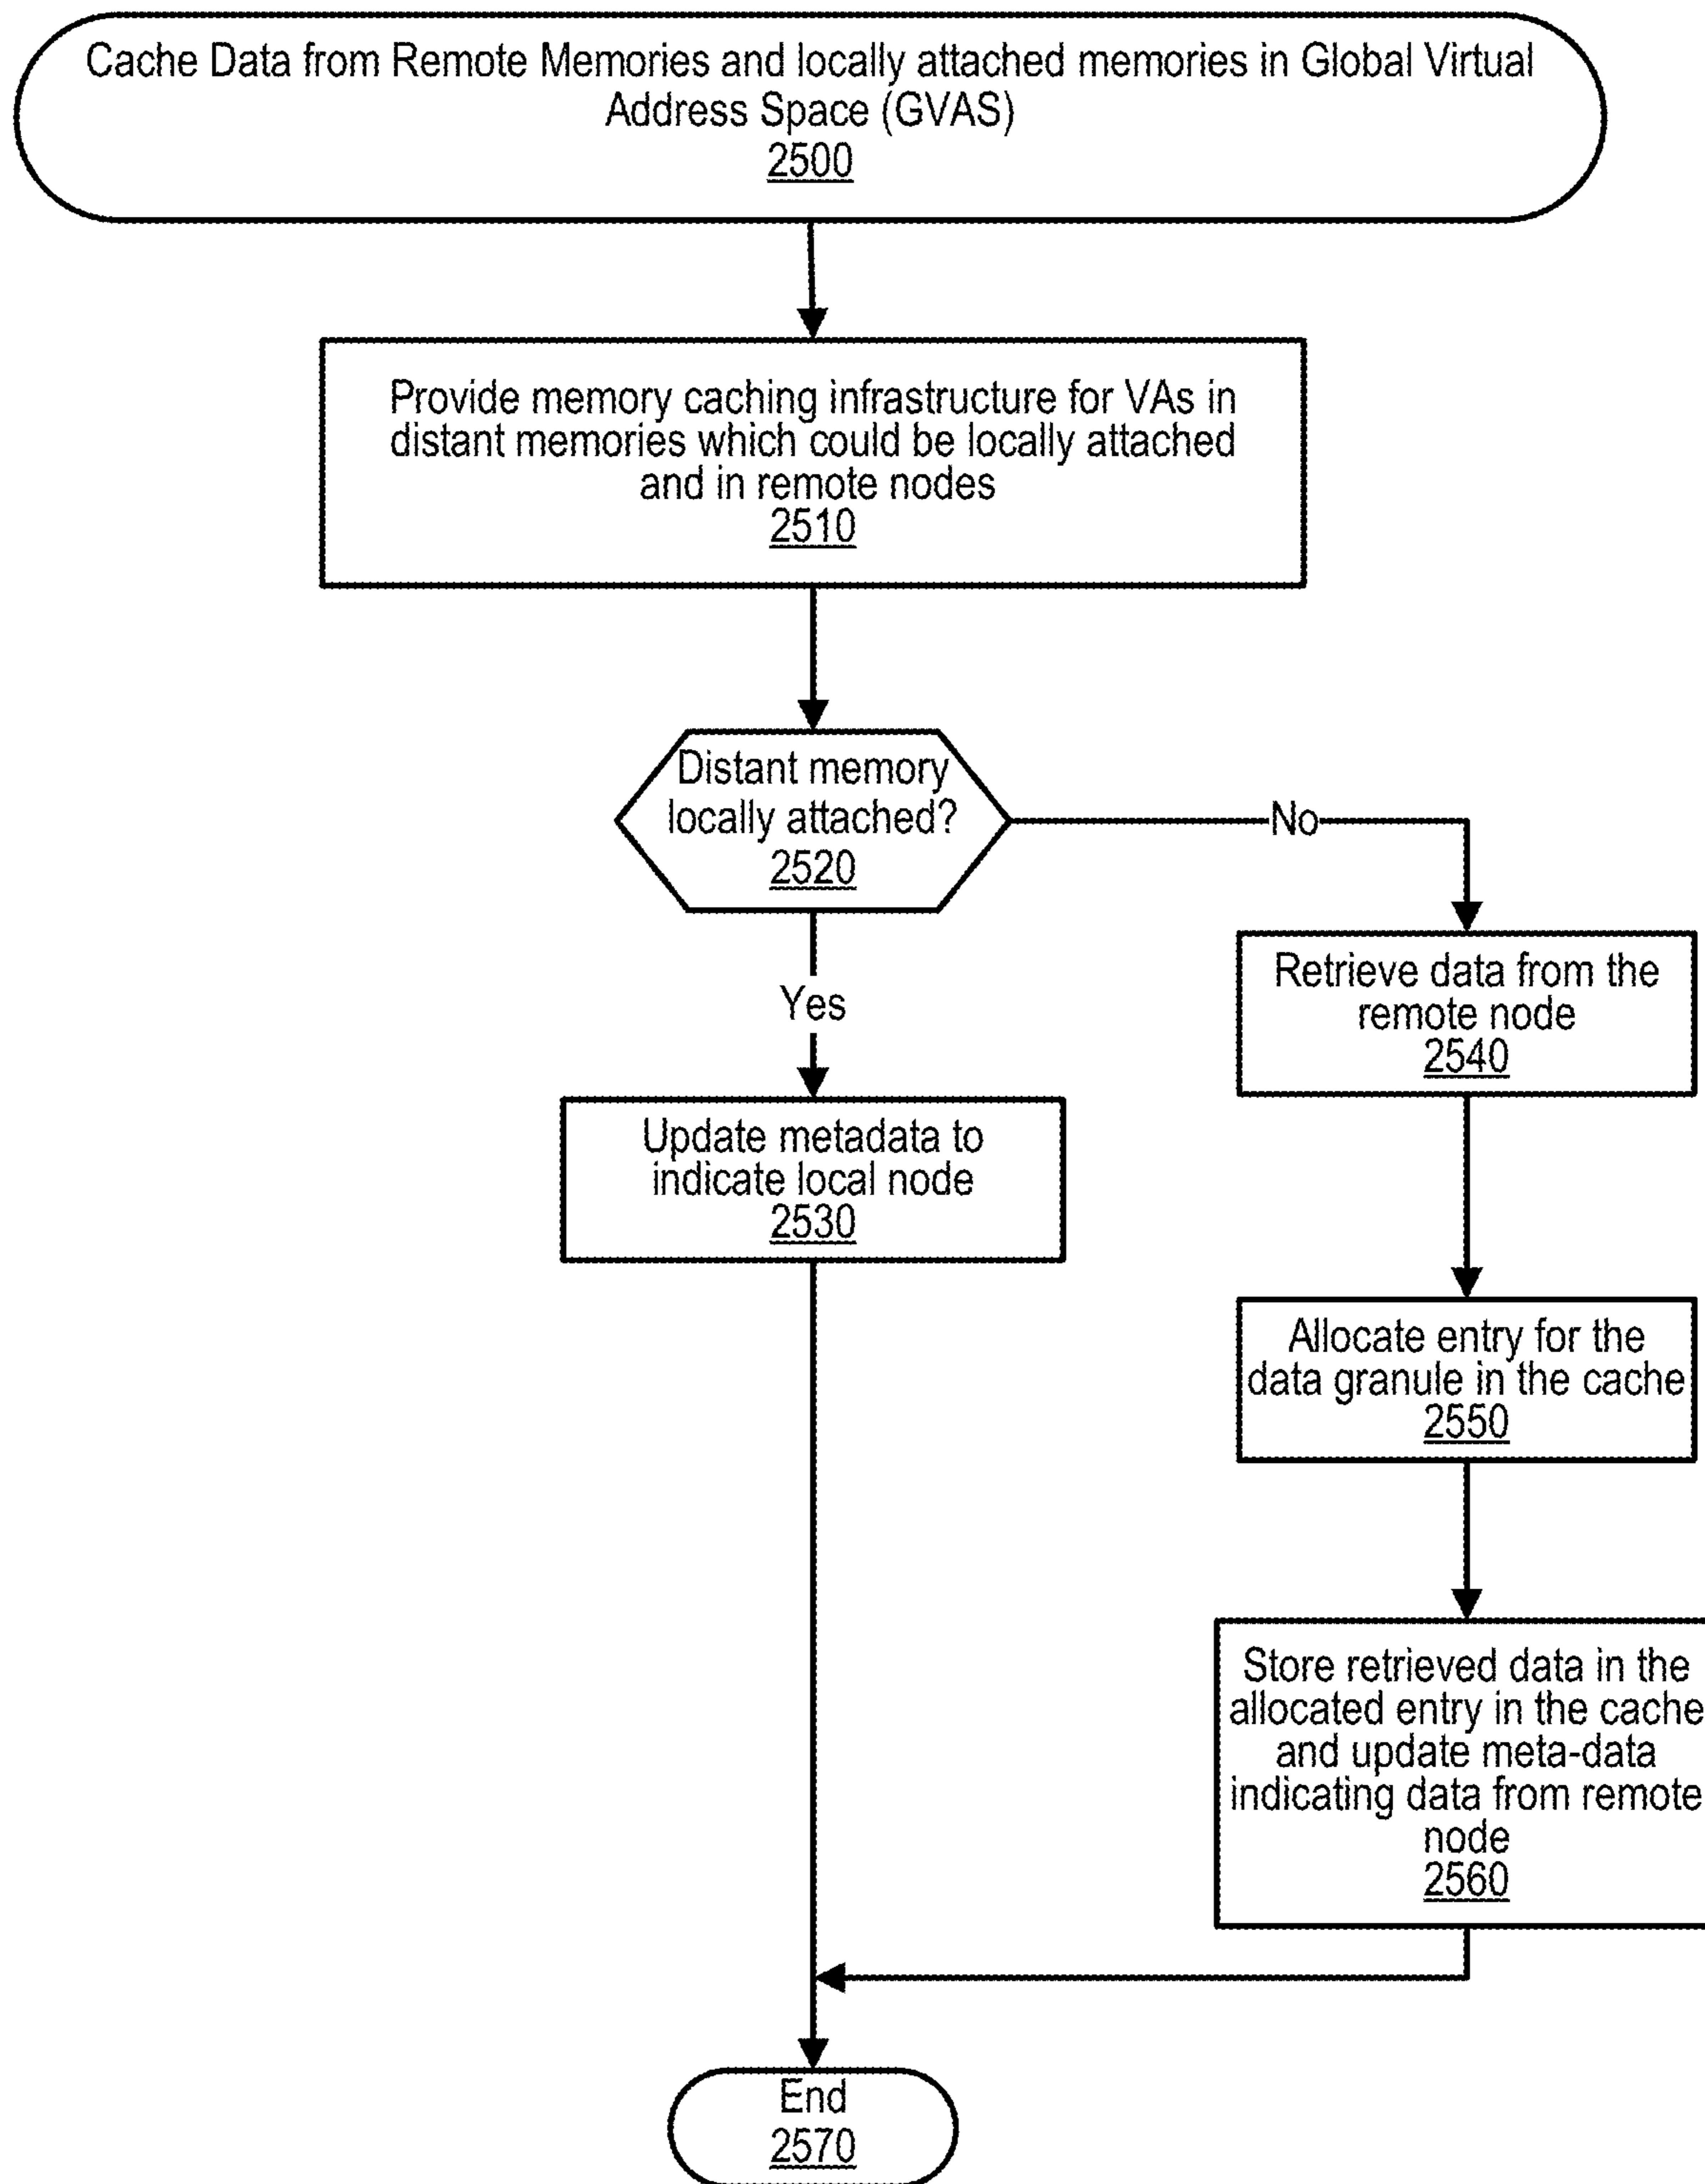 Cache Data from Remote Memories and locally attached memories in Global Virtual
Address Space (GVAS)
2500
Provide memory caching infrastructure for VAs in
distant memories which could be locally attached
and in remote nodes
2510
Distant memory
locally attached?
2520
No
Yes
Retrieve data from the
remote node
2540
Update metadata to
indicate local node
2530
Allocate entry for the
data granule in the cache
2550
Store retrieved data in the
allocated entry in the cache
and update meta-data
indicating data from remote
node
2560
End
2570